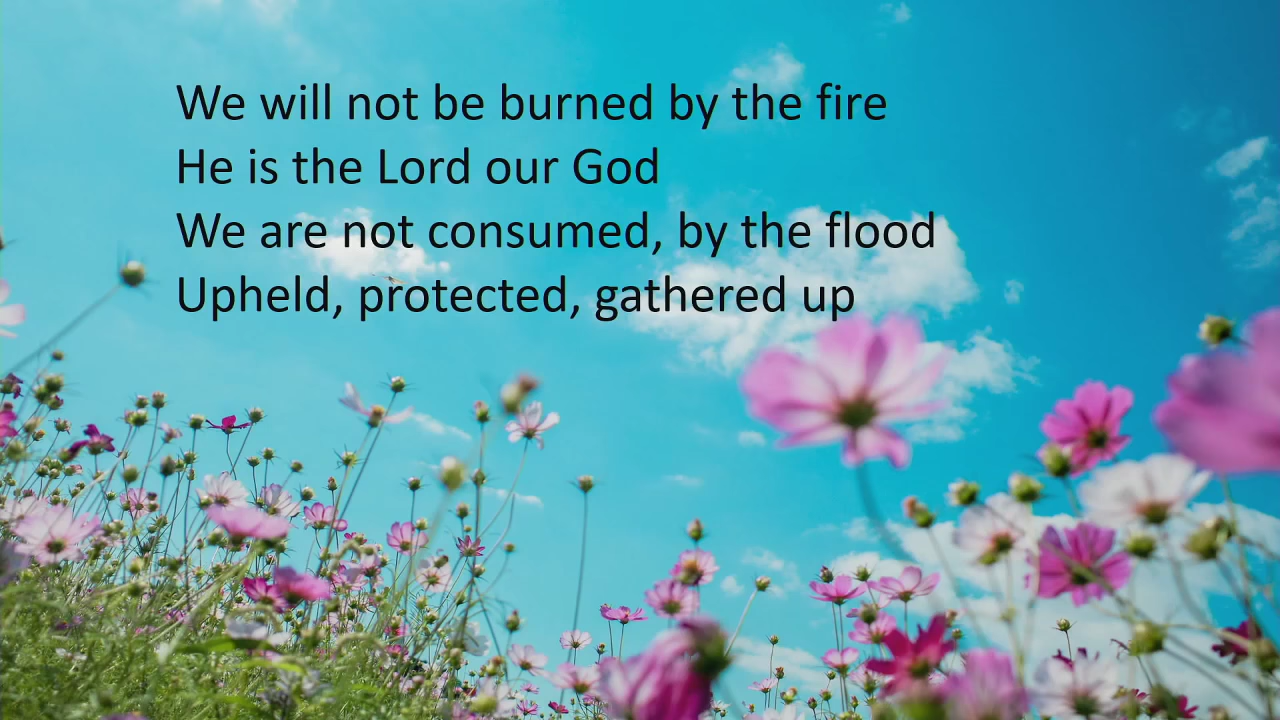 We will not be burned by the fire
He is the Lord our God
We are not consumed, by the flood
Upheld, protected, gathered up